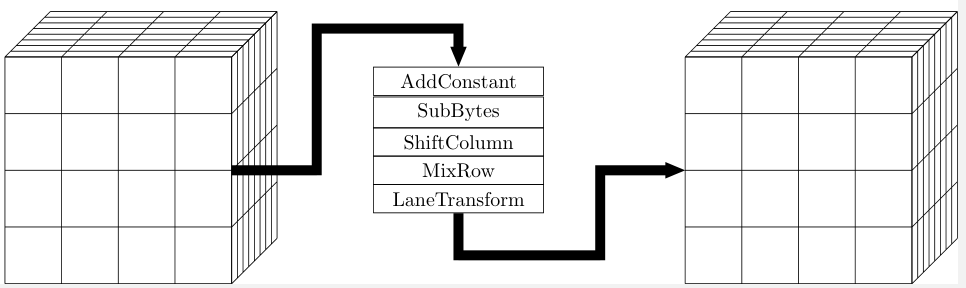 AddConstant
SubBytes
ShiftColumn
MixRow
LaneTransform